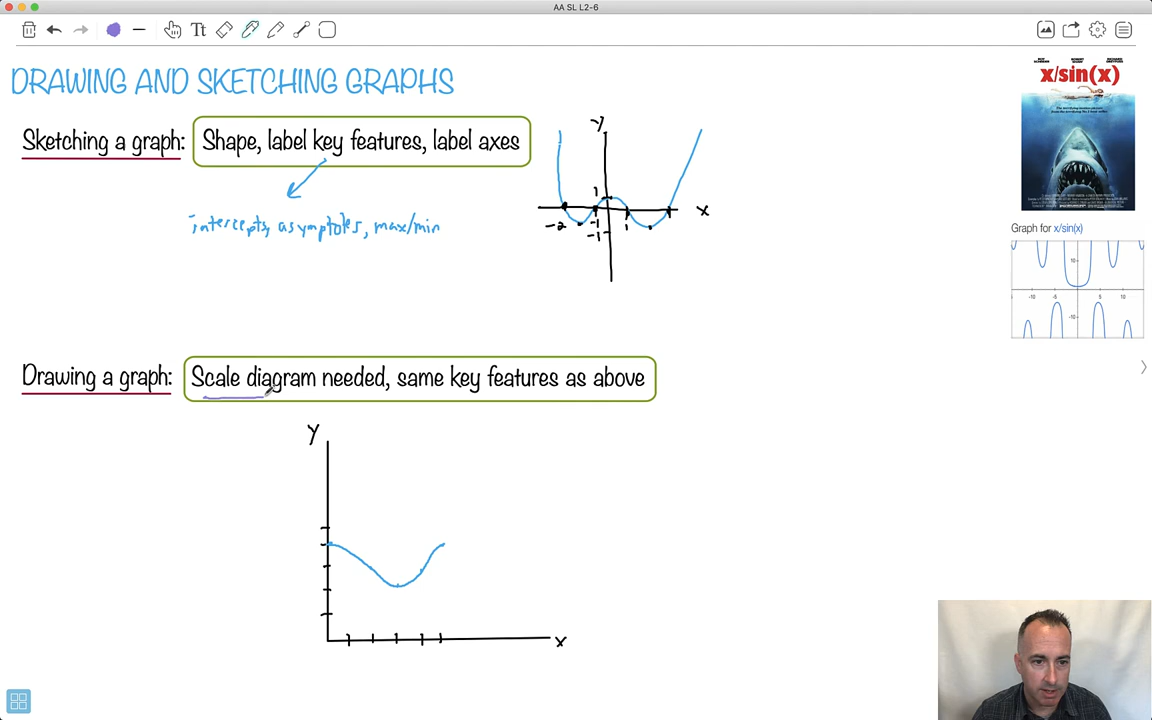 AA SL L2-6
Tt
DRAWING AND SKETCHING GRAPHS
Sketching a graph: Shape, label key features, label axes
intercepts, asymptotes, max/min
y
1
x
-2 -1 1
-1
x/sin(x)
Graph for x/sin(x)
10
-10 -5 5 10
-10
Drawing a graph: Scale diagram needed, same key features as above
y
x